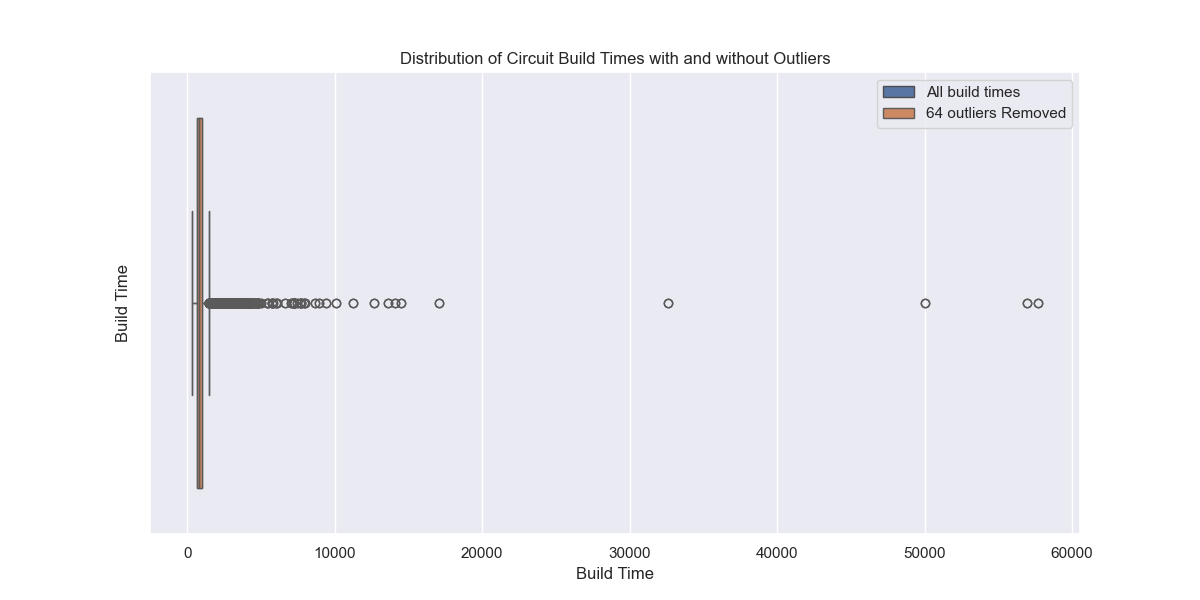 Distribution of Circuit Build Times with and without Outliers
All build times
64 outliers Removed
Build Time
0 10000 20000 30000 40000 50000 60000
Build Time